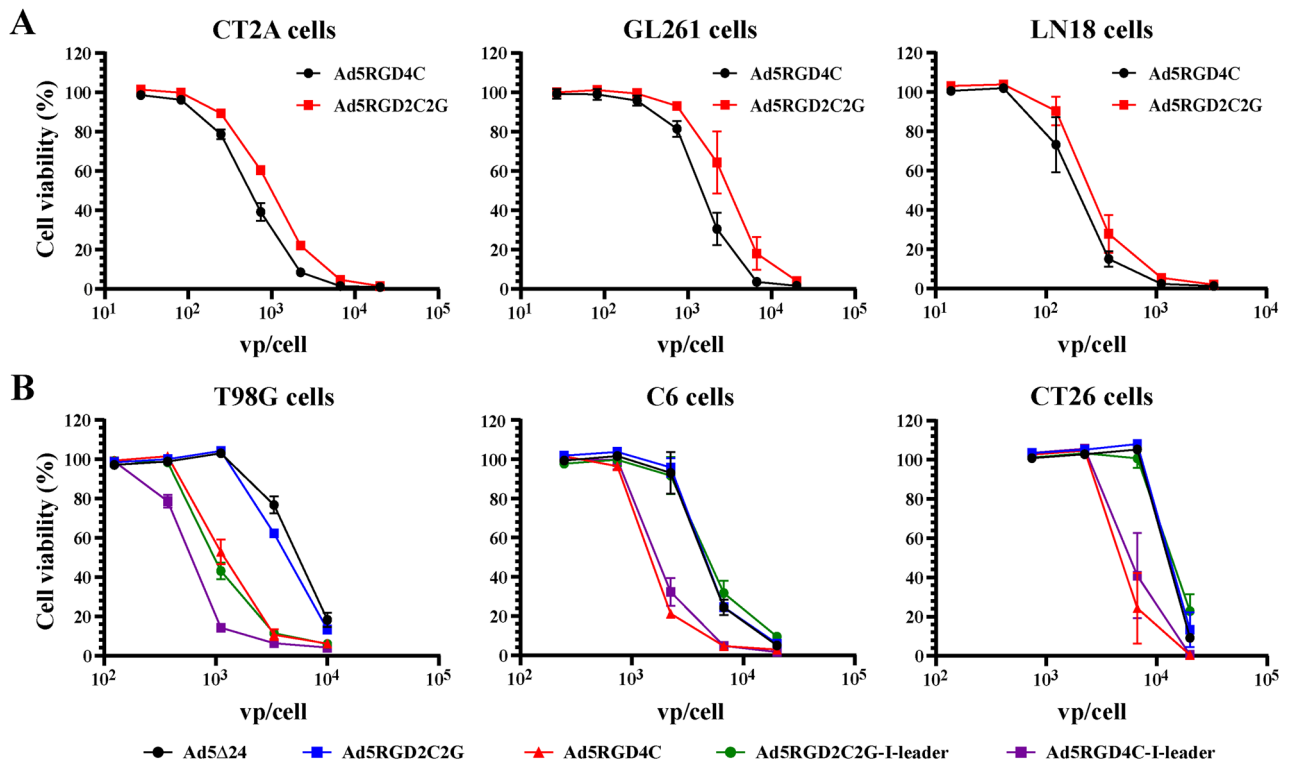 A
CT2A cells
GL261 cells
LN18 cells
120
100
80
60
40
20
0
Cell viability (%)
Ad5RGD4C
Ad5RGD2C2G
10¹ 10² 10³ 10⁴ 10⁵
vp/cell
120
100
80
60
40
20
0
Ad5RGD4C
Ad5RGD2C2G
10¹ 10² 10³ 10⁴ 10⁵
vp/cell
120
100
80
60
40
20
0
Ad5RGD4C
Ad5RGD2C2G
10¹ 10² 10³ 10⁴
vp/cell
B
T98G cells
C6 cells
CT26 cells
120
100
80
60
40
20
0
Cell viability (%)
10² 10³ 10⁴ 10⁵
vp/cell
120
100
80
60
40
20
0
10² 10³ 10⁴ 10⁵
vp/cell
120
100
80
60
40
20
0
10² 10³ 10⁴ 10⁵
vp/cell
Ad5Δ24 Ad5RGD2C2G Ad5RGD4C Ad5RGD2C2G-I-leader Ad5RGD4C-I-leader